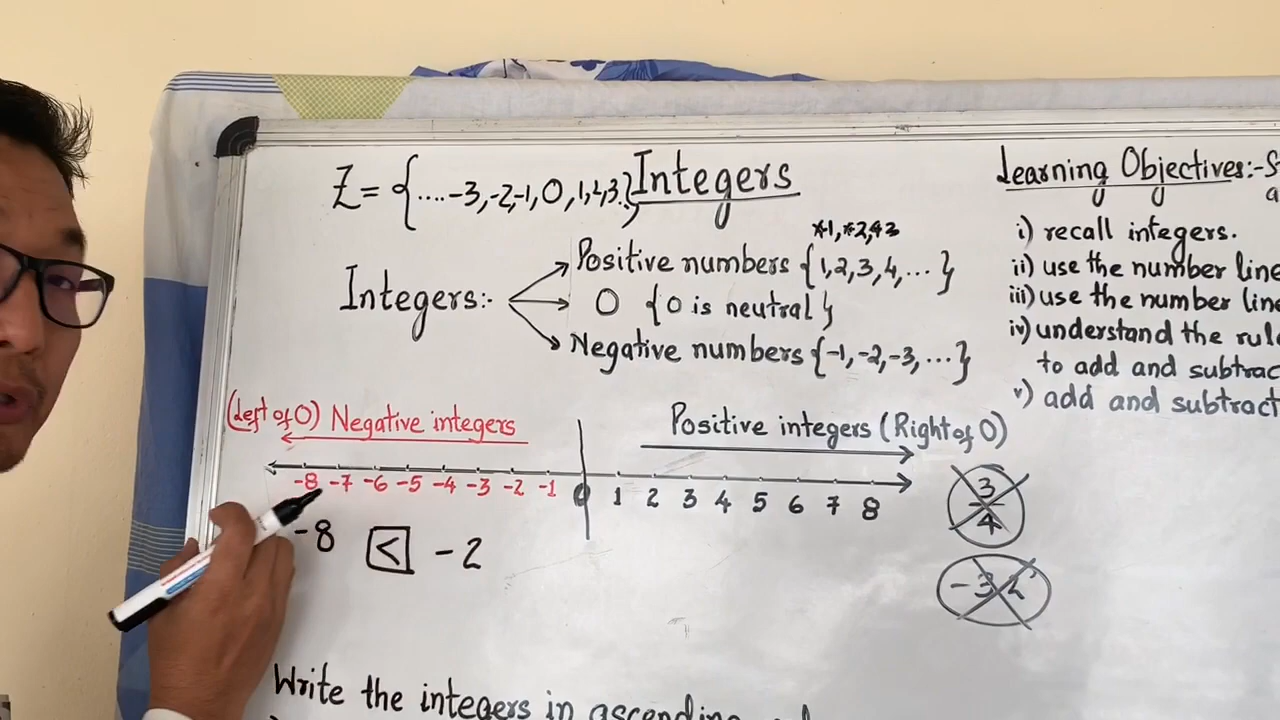 Z = {....-3,-2,-1,0,1,2,3.} Integers
+1,+2,+3
Integers:-
Positive numbers {1,2,3,4,...}
0 {0 is neutral}
Negative numbers {-1,-2,-3,...}
Learning Objectives:-
i) recall integers.
ii) use the number line
iii) use the number line
iv) understand the
to add and
v) add and
(Left of 0) Negative integers
Positive integers (Right of 0)
-8 -7 -6 -5 -4 -3 -2 -1 0 1 2 3 4 5 6 7 8
3
4
-8 < -2
-3
Write the integers in ascending